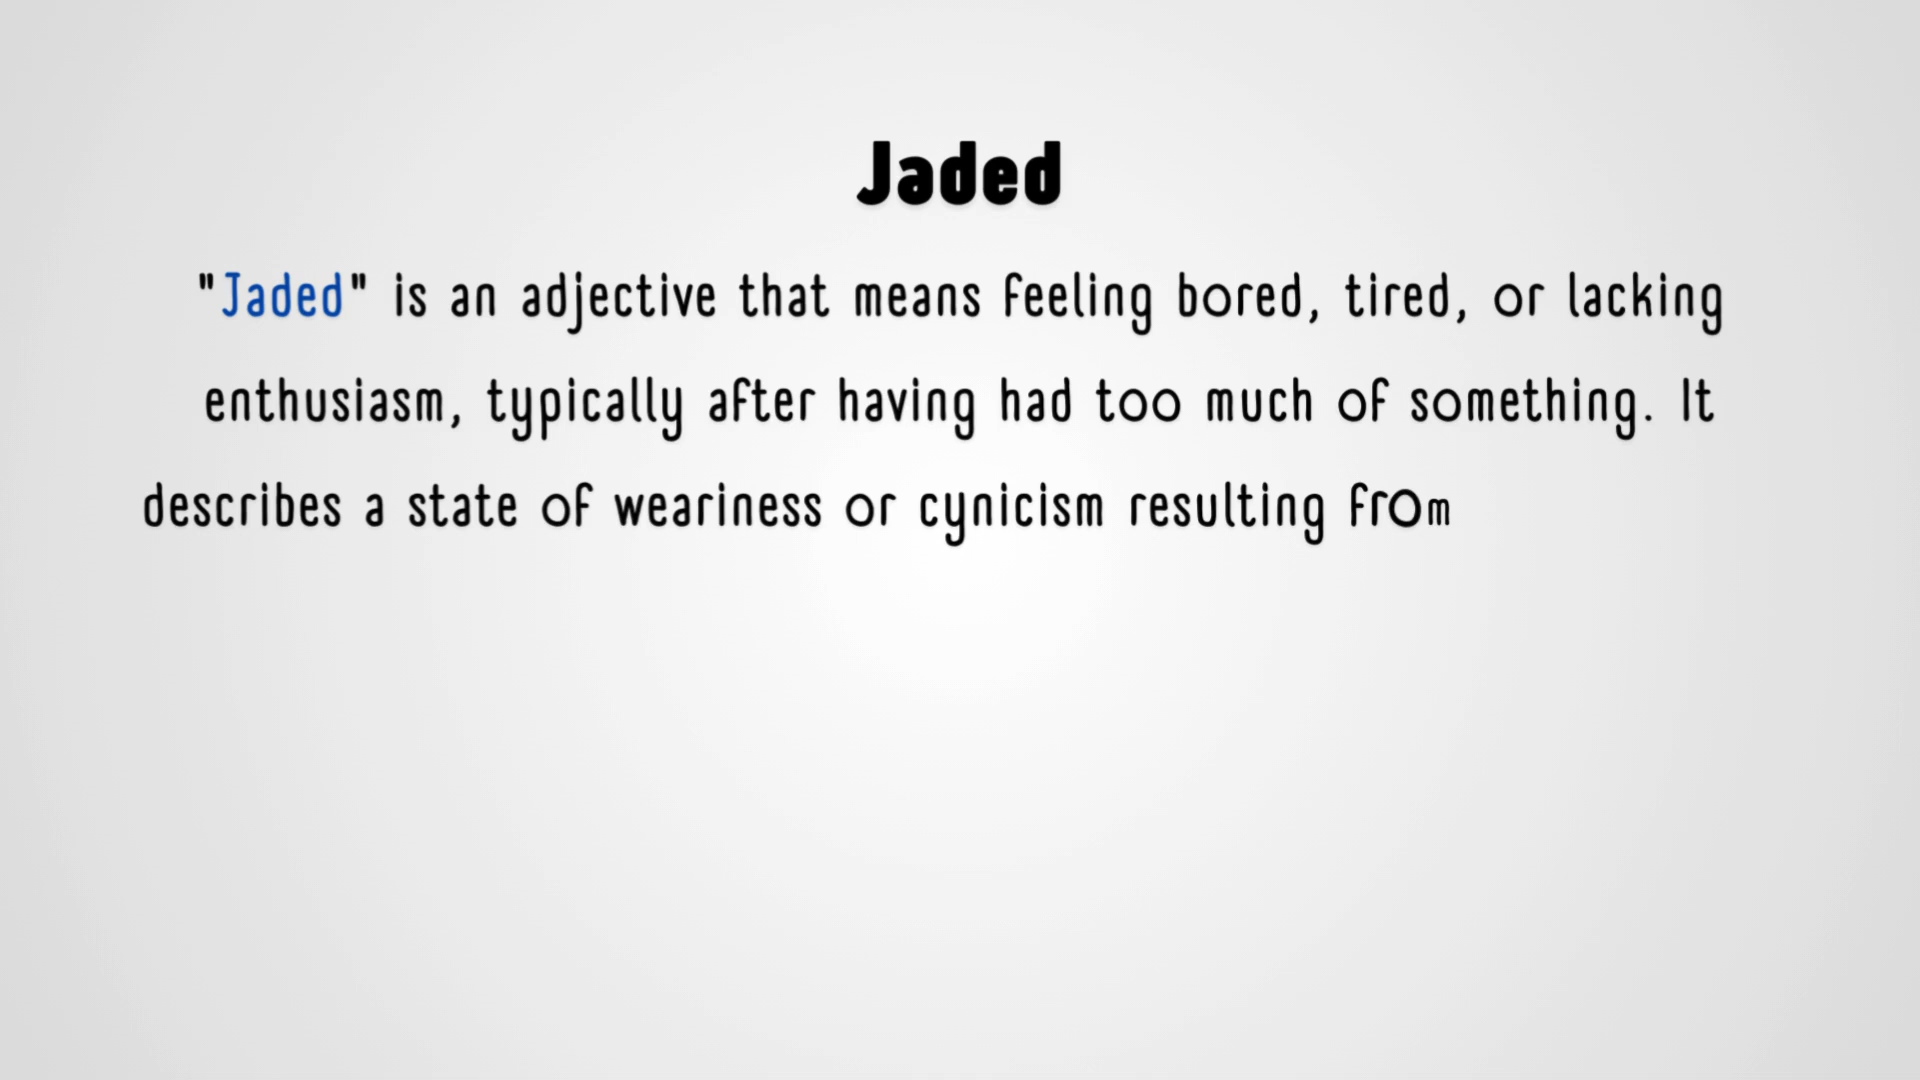 Jaded
"Jaded" is an adjective that means feeling bored, tired, or lacking
enthusiasm, typically after having had too much of something. It
describes a state of weariness or cynicism resulting from